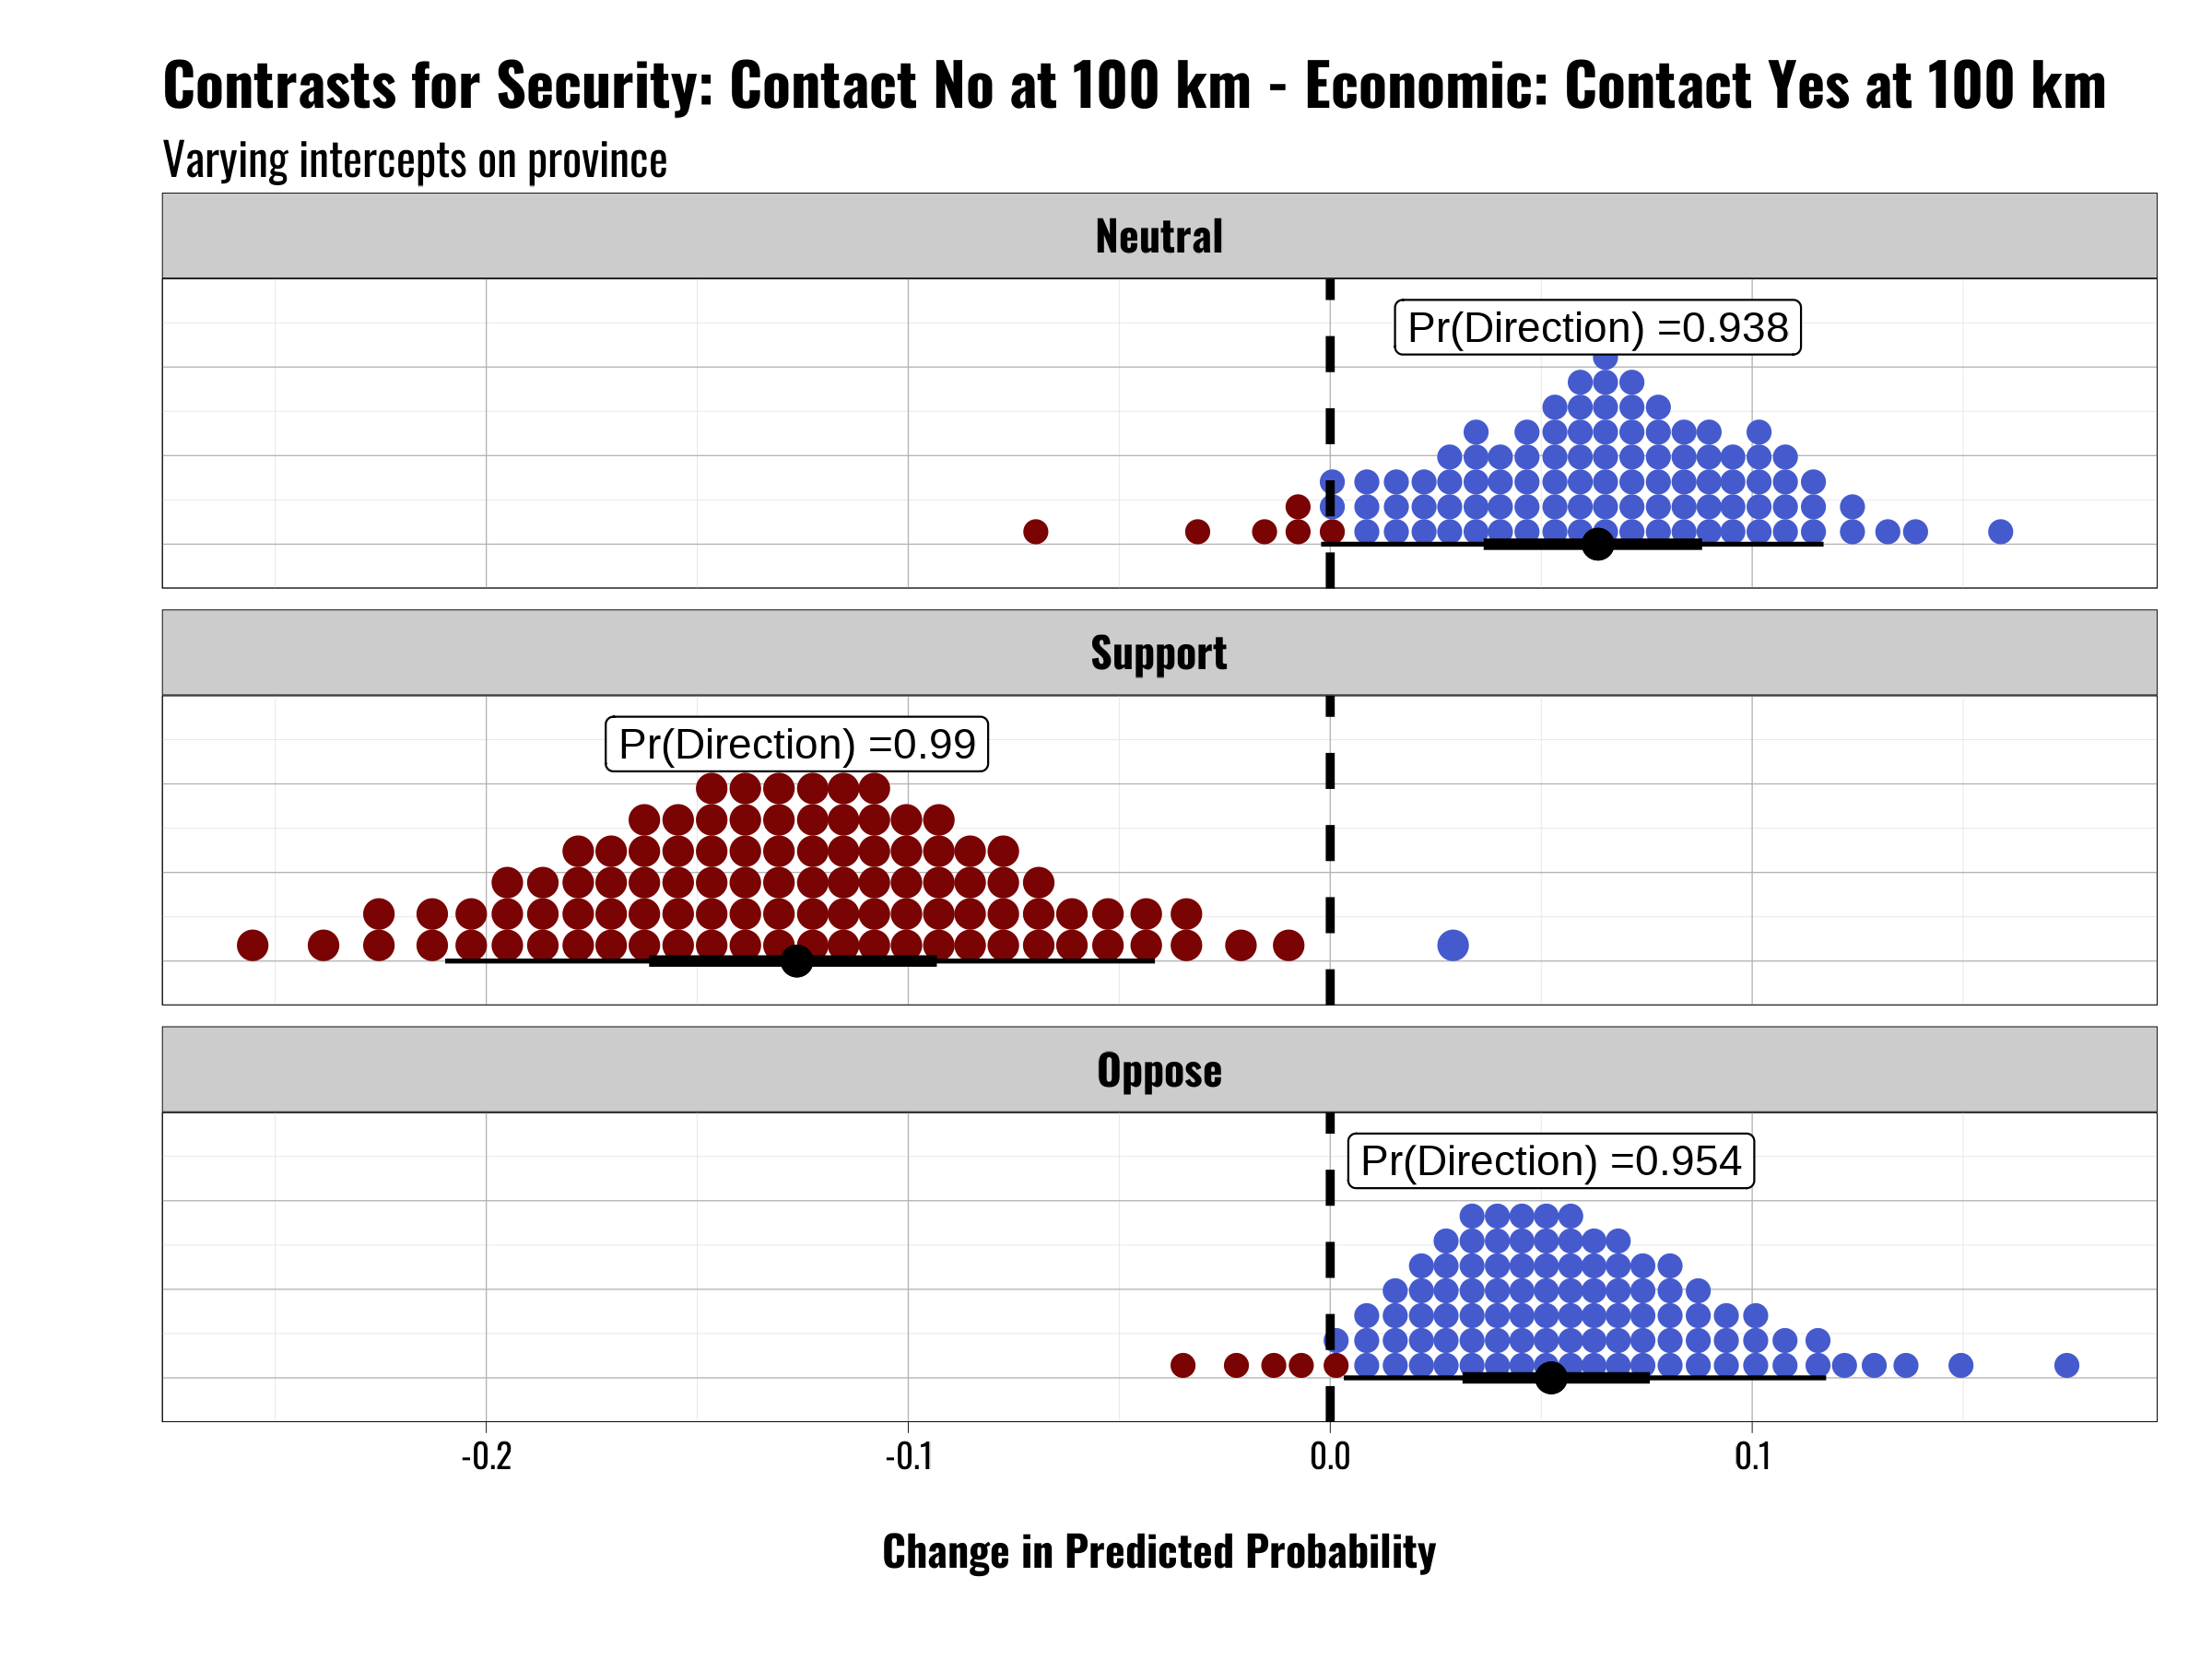 Contrasts for Security: Contact No at 100 km - Economic: Contact Yes at 100 km
Varying intercepts on province
Neutral
Pr(Direction) =0.938
Support
Pr(Direction) =0.99
Oppose
Pr(Direction) =0.954
-0.2 -0.1 0.0 0.1
Change in Predicted Probability